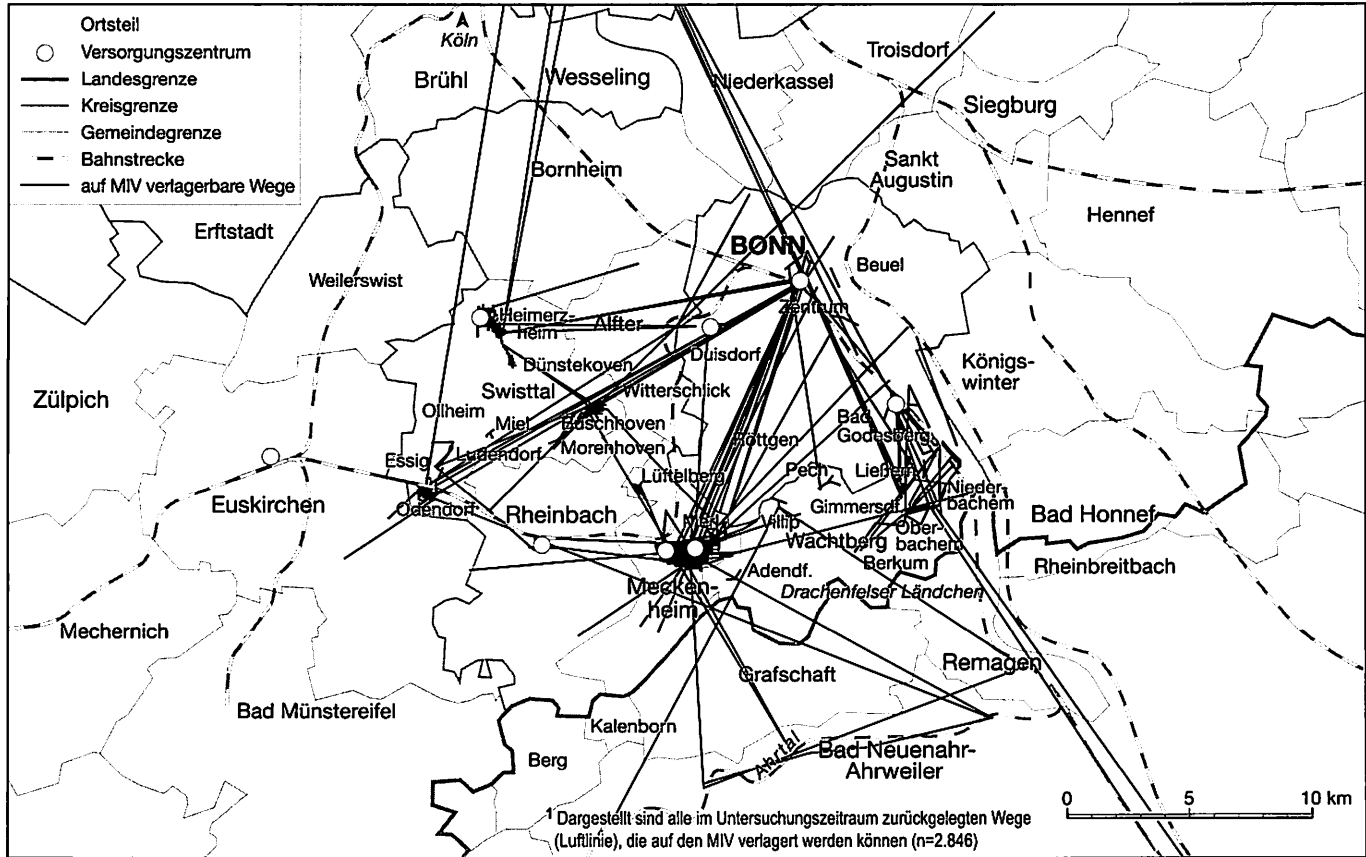 Ortsteil
Versorgungszentrum
Landesgrenze
Kreisgrenze
Gemeindegrenze
Bahnstrecke
auf MIV verlagerbare Wege
Köln
Brühl
Wesseling
Niederkassel
Troisdorf
Siegburg
Bornheim
Sankt
Augustin
Hennef
Erftstadt
Weilerswist
BONN
Beuel
Zentrum
Heimerz-
heim
Alfter
Duisdorf
Dünstekoven
Königs-
winter
Zülpich
Swisttal
Witterschlick
Ollheim
Miel
Buschhoven
Bad
Godesberg
Morenhoven
Röttgen
Essig
Ludendorf
Lüftelberg
Pech
Ließem
Euskirchen
Odendorf
Rheinbach
Merl
Villip
Gimmersdf.
Nieder-
bachem
Bad Honnef
Wachtberg
Ober-
bachem
Berkum
Rheinbreitbach
Adendf.
Mecken-
heim
Drachenfelser Ländchen
Mechernich
Grafschaft
Remagen
Bad Münstereifel
Kalenborn
Berg
Ahrtal
Bad Neuenahr-
Ahrweiler
0 5 10 km
1 Dargestellt sind alle im Untersuchungszeitraum zurückgelegten Wege
(Luftlinie), die auf den MIV verlagert werden können (n=2.846)